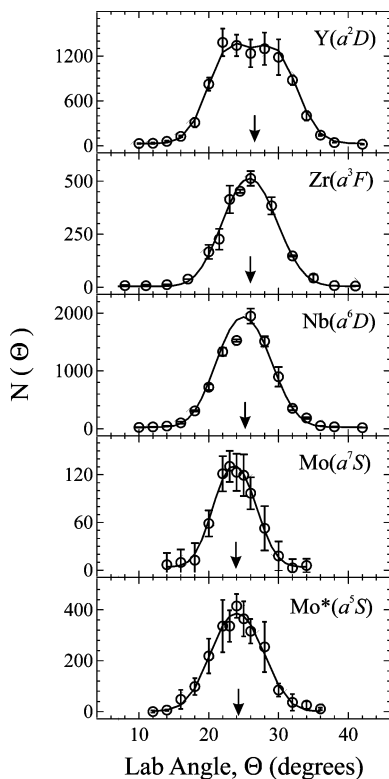 Y(a²D)
1200
600
0
Zr(a³F)
500
250
0
Nb(a⁶D)
2000
1000
0
Mo(a⁷S)
120
60
0
Mo*(a⁵S)
400
200
0
N (Θ)
10 20 30 40
Lab Angle, Θ (degrees)